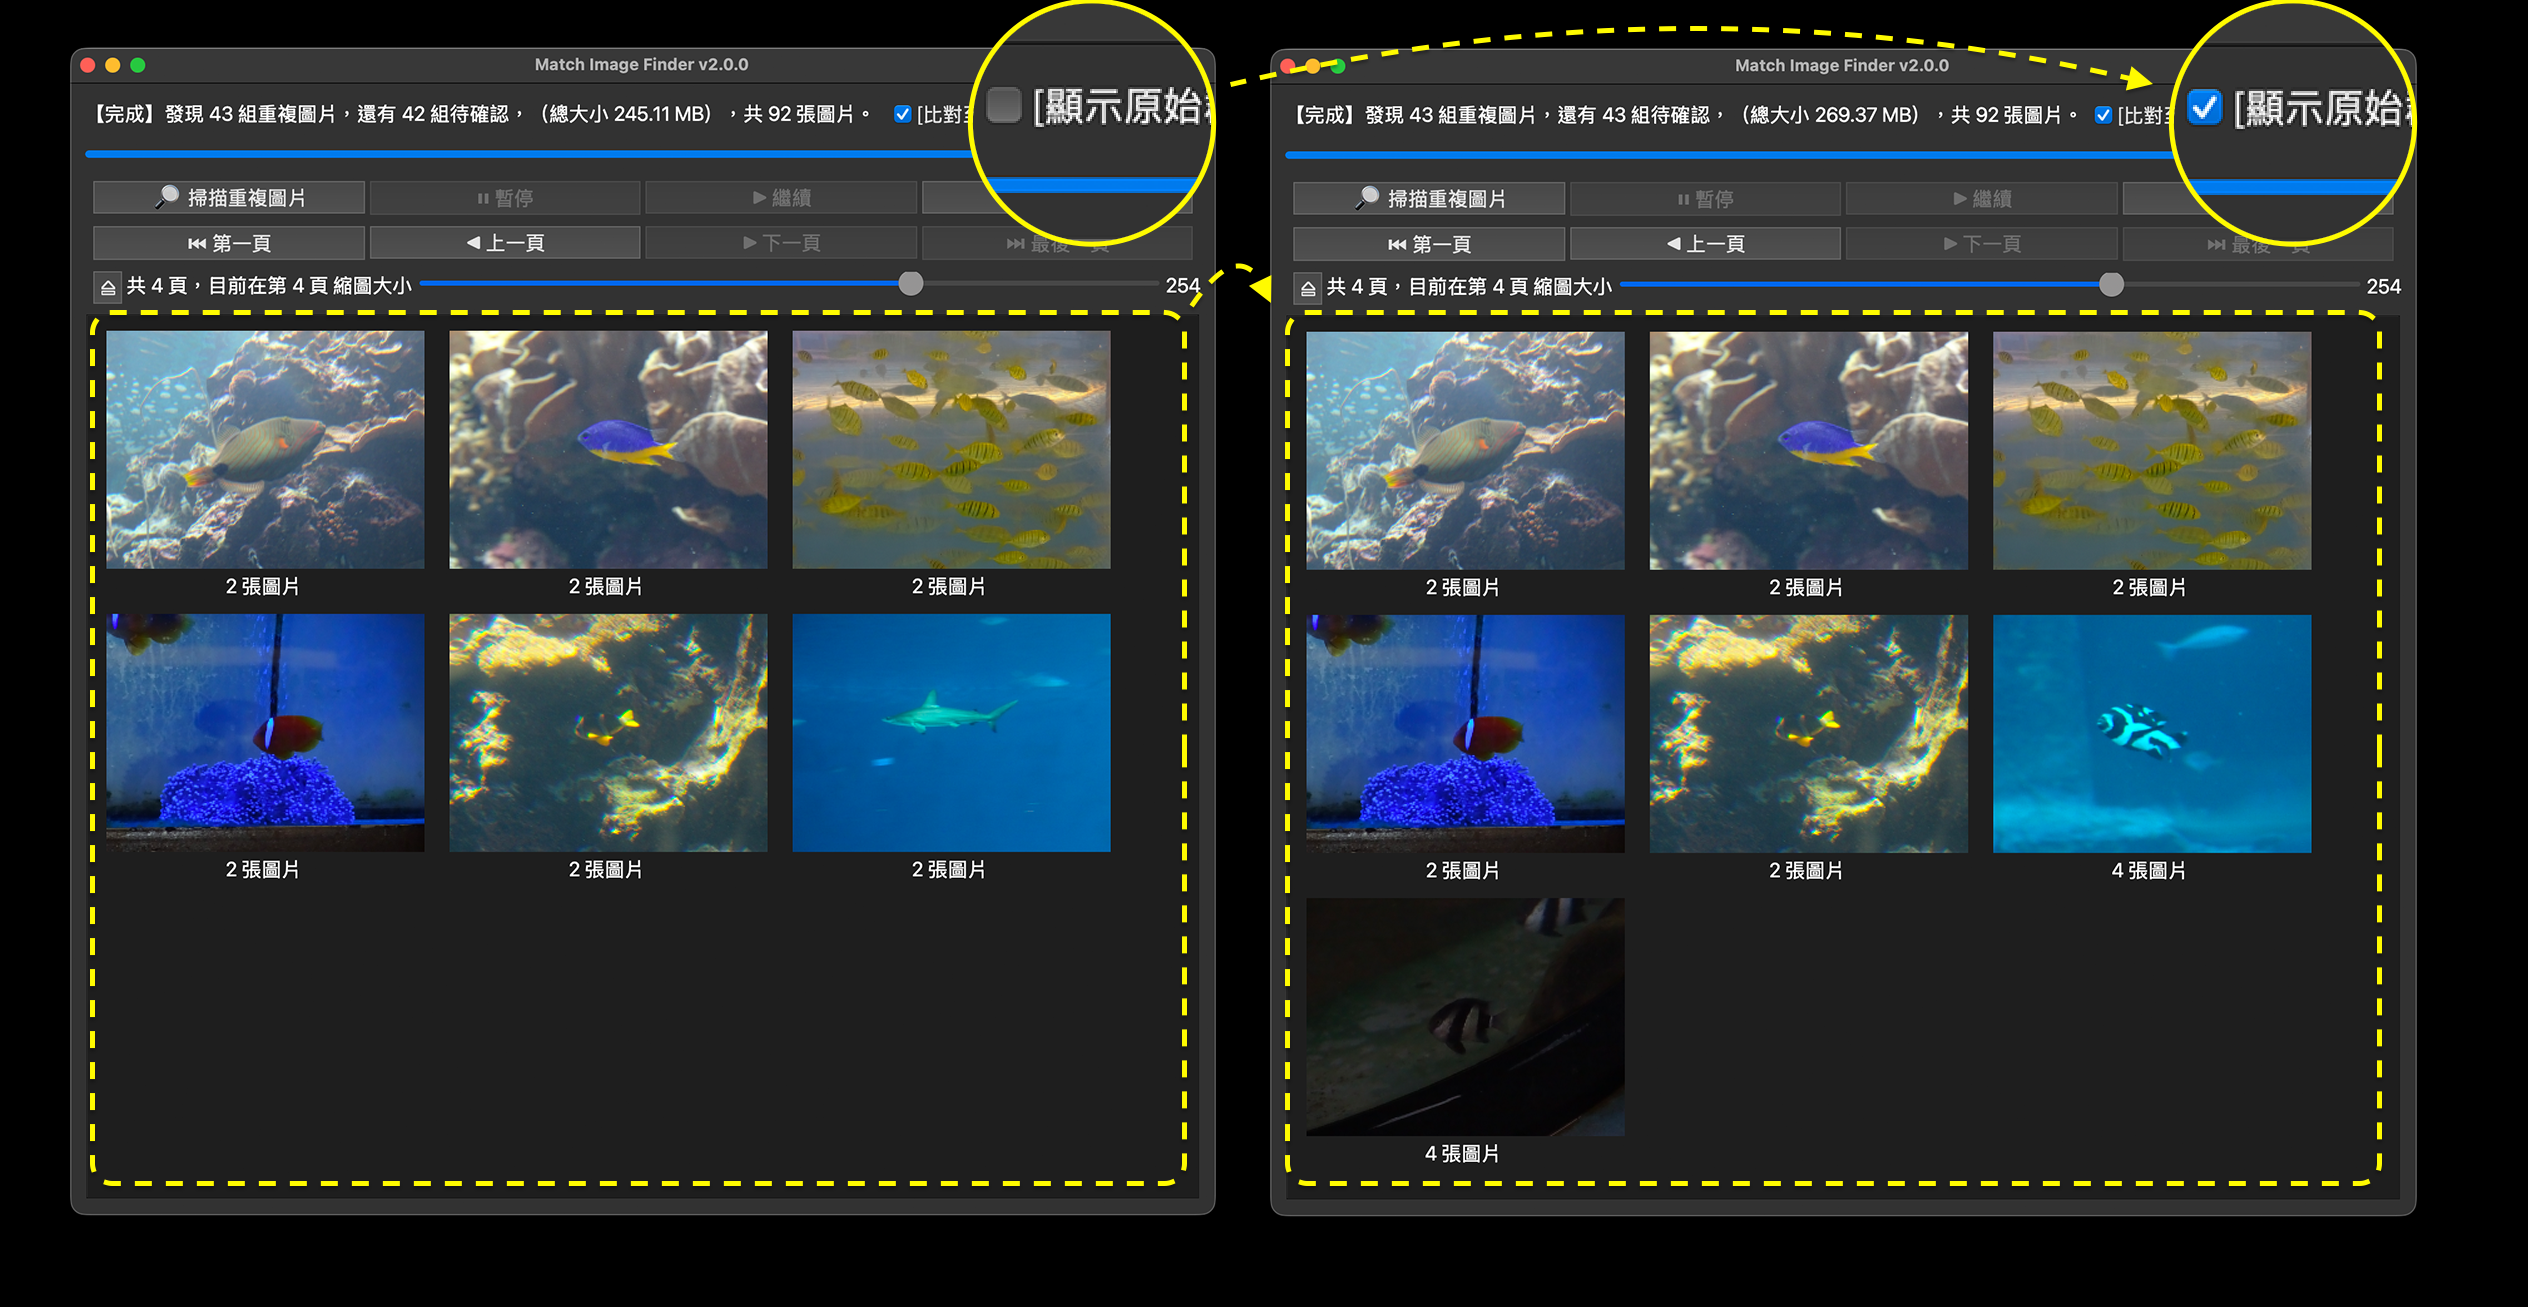 Match Image Finder v2.0.0
【完成】發現 43 組重複圖片，還有 42 組待確認，（總大小 245.11 MB），共 92 張圖片。 [比對
[顯示原始
掃描重複圖片 暫停 繼續
第一頁 上一頁 下一頁 最後一頁
共 4 頁，目前在第 4 頁 縮圖大小 254
2 張圖片 2 張圖片 2 張圖片
2 張圖片 2 張圖片 2 張圖片
Match Image Finder v2.0.0
【完成】發現 43 組重複圖片，還有 43 組待確認，（總大小 269.37 MB），共 92 張圖片。 [比對
[顯示原始
掃描重複圖片 暫停 繼續
第一頁 上一頁 下一頁 最後一頁
共 4 頁，目前在第 4 頁 縮圖大小 254
2 張圖片 2 張圖片 2 張圖片
2 張圖片 2 張圖片 4 張圖片
4 張圖片